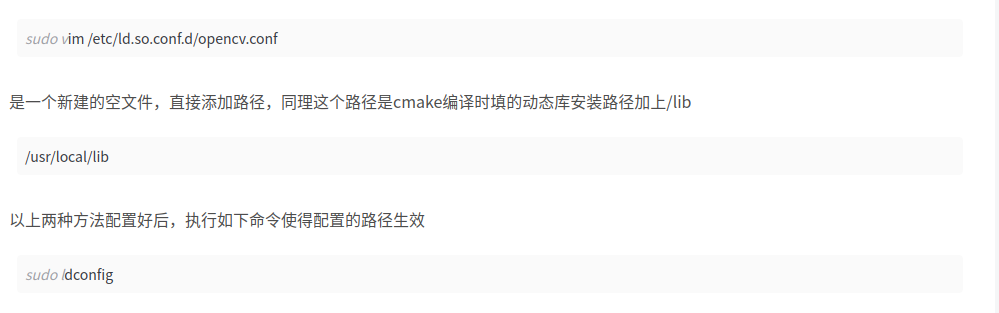 sudo vim /etc/ld.so.conf.d/opencv.conf
是一个新建的空文件，直接添加路径，同理这个路径是cmake编译时填的动态库安装路径加上/lib
/usr/local/lib
以上两种方法配置好后，执行如下命令使得配置的路径生效
sudo ldconfig